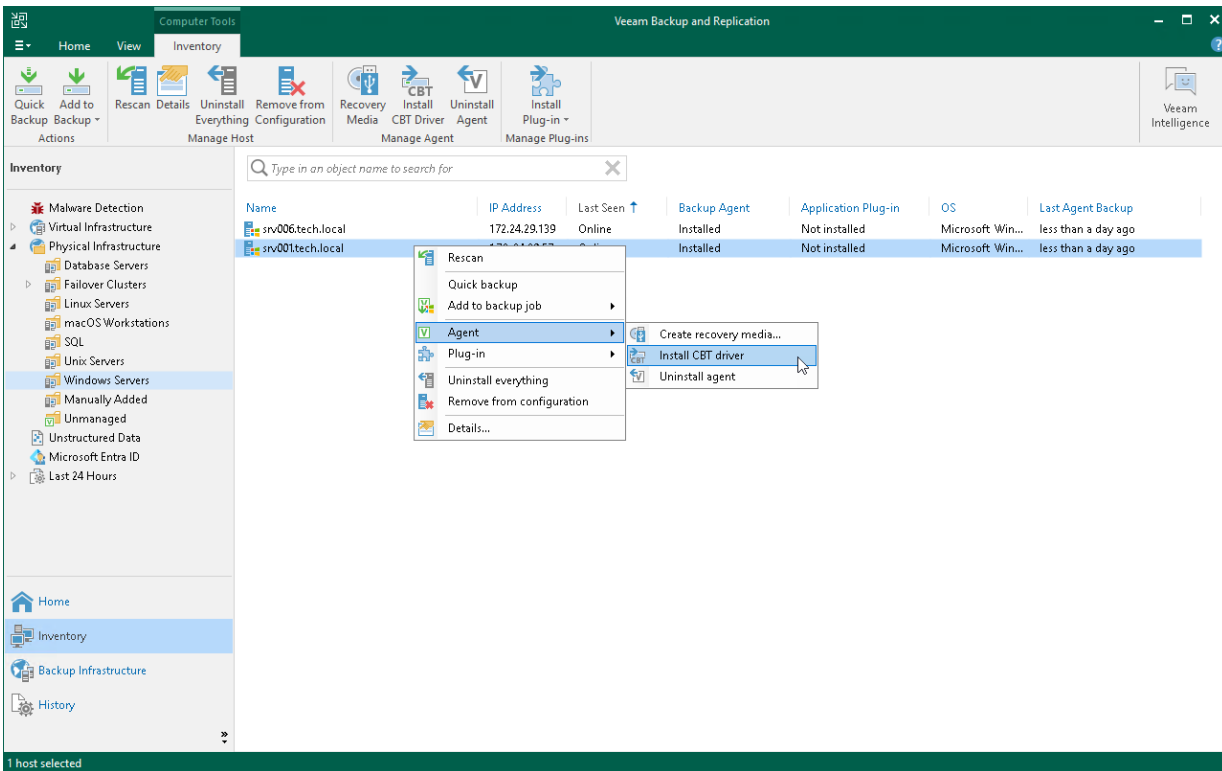 Computer Tools
Veeam Backup and Replication
Home View Inventory
Quick Backup
Add to Backup
Rescan
Details
Uninstall Everything
Remove from Configuration
Recovery Media
Install CBT Driver
Uninstall Agent
Install Plug-in
Veeam Intelligence
Actions
Manage Host
Manage Agent
Manage Plug-ins
Inventory
Malware Detection
Virtual Infrastructure
Physical Infrastructure
Database Servers
Failover Clusters
Linux Servers
macOS Workstations
SQL
Unix Servers
Windows Servers
Manually Added
Unmanaged
Unstructured Data
Microsoft Entra ID
Last 24 Hours
Home
Inventory
Backup Infrastructure
History
Type in an object name to search for
Name IP Address Last Seen Backup Agent Application Plug-in OS Last Agent Backup
srv006.tech.local 172.24.29.139 Online Installed Not installed Microsoft Win... less than a day ago
srv001.tech.local Installed Not installed Microsoft Win... less than a day ago
Rescan
Quick backup
Add to backup job
Agent
Plug-in
Uninstall everything
Remove from configuration
Details...
Create recovery media...
Install CBT driver
Uninstall agent
1 host selected